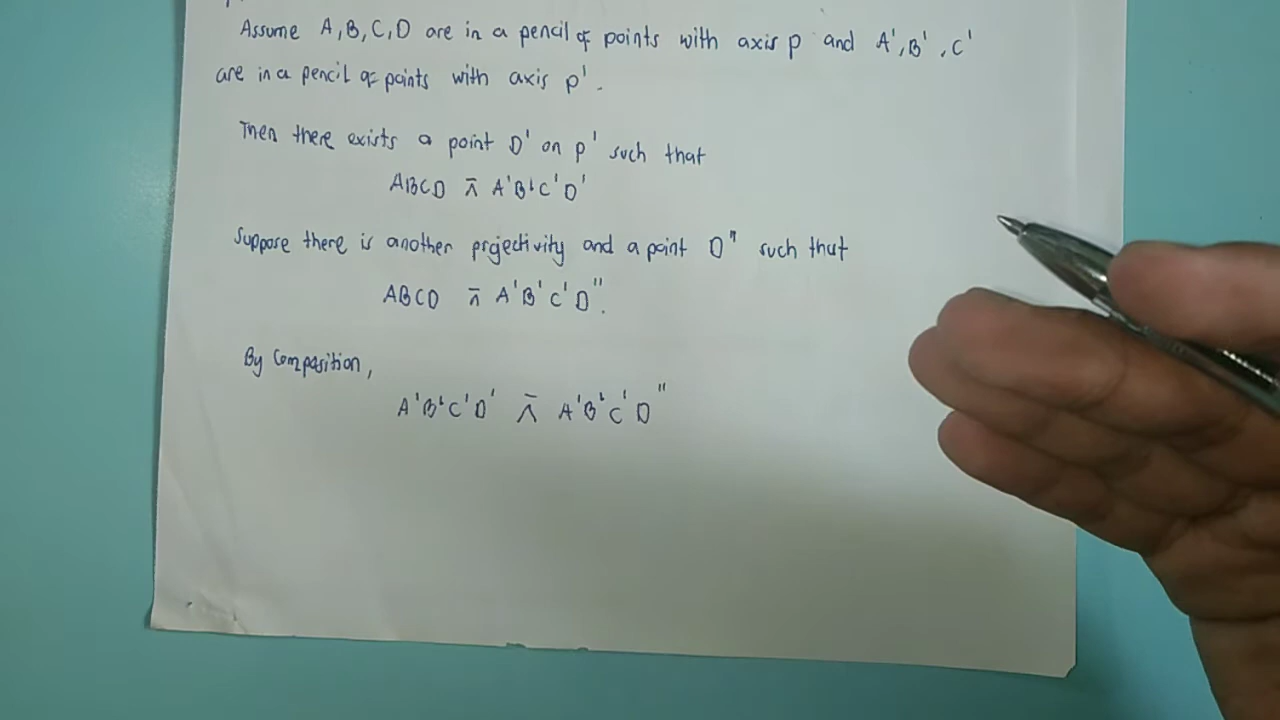 Assume A, B, C, D are in a pencil of points with axis p and A', B', C'
are in a pencil of points with axis p'.
Then there exists a point D' on p' such that
ABCD ⊼ A'B'C'D'
Suppose there is another projectivity and a point D" such that
ABCD ⊼ A'B'C'D".
By Composition,
A'B'C'D' ⊼ A'B'C'D"